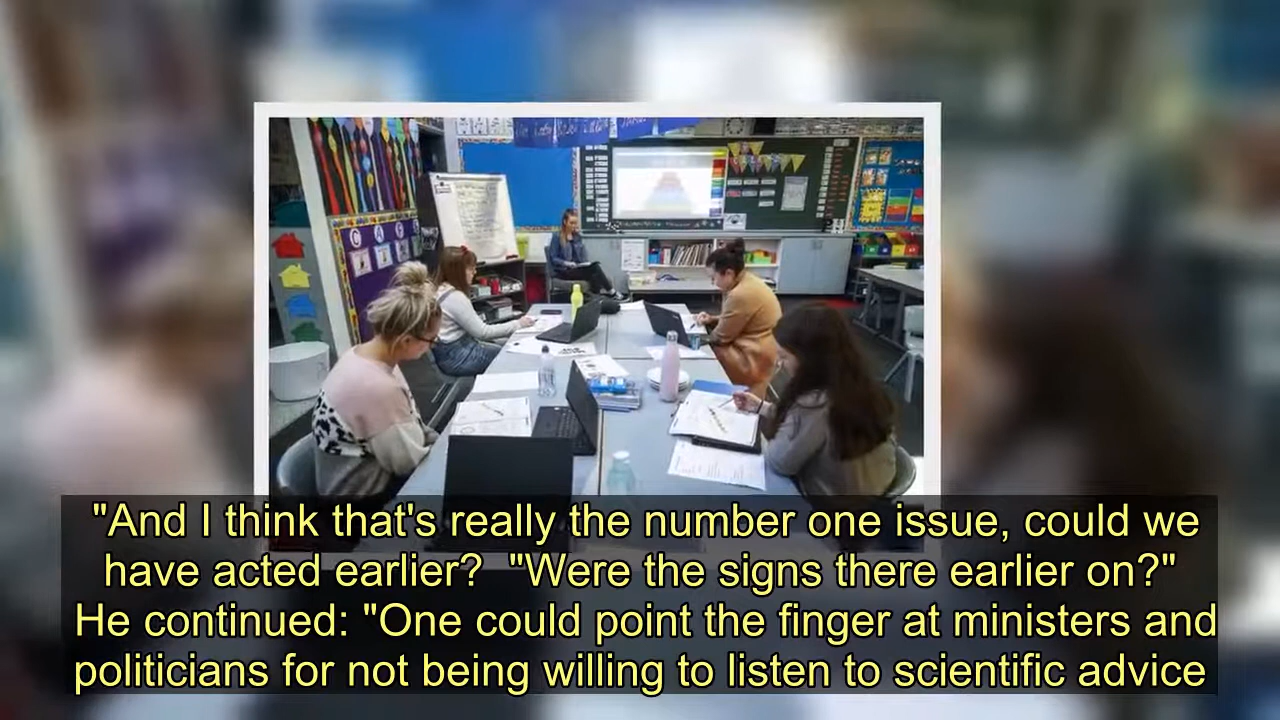 "And I think that's really the number one issue, could we
have acted earlier?  "Were the signs there earlier on?"
He continued: "One could point the finger at ministers and
politicians for not being willing to listen to scientific advice